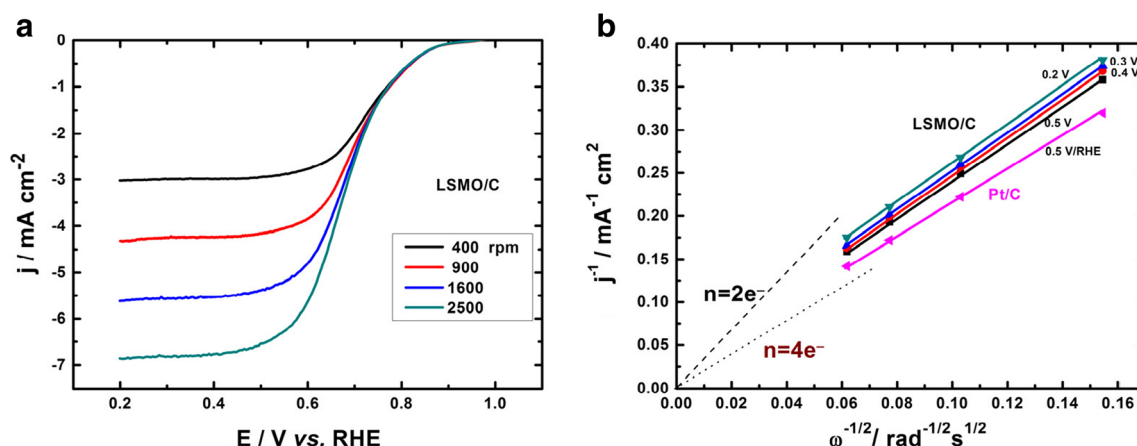 a
0
-1
-2
-3
-4
-5
-6
-7
j / mA cm⁻²
LSMO/C
400 rpm
900
1600
2500
0.2 0.4 0.6 0.8 1.0
E / V vs. RHE
b
0.40
0.35
0.30
0.25
0.20
0.15
0.10
0.05
0.00
j⁻¹ / mA⁻¹ cm²
0.2 V
0.3 V
0.4 V
LSMO/C
0.5 V
0.5 V/RHE
Pt/C
n=2e⁻
n=4e⁻
0.00 0.02 0.04 0.06 0.08 0.10 0.12 0.14 0.16
ω⁻¹/²/ rad⁻¹/²s¹/²